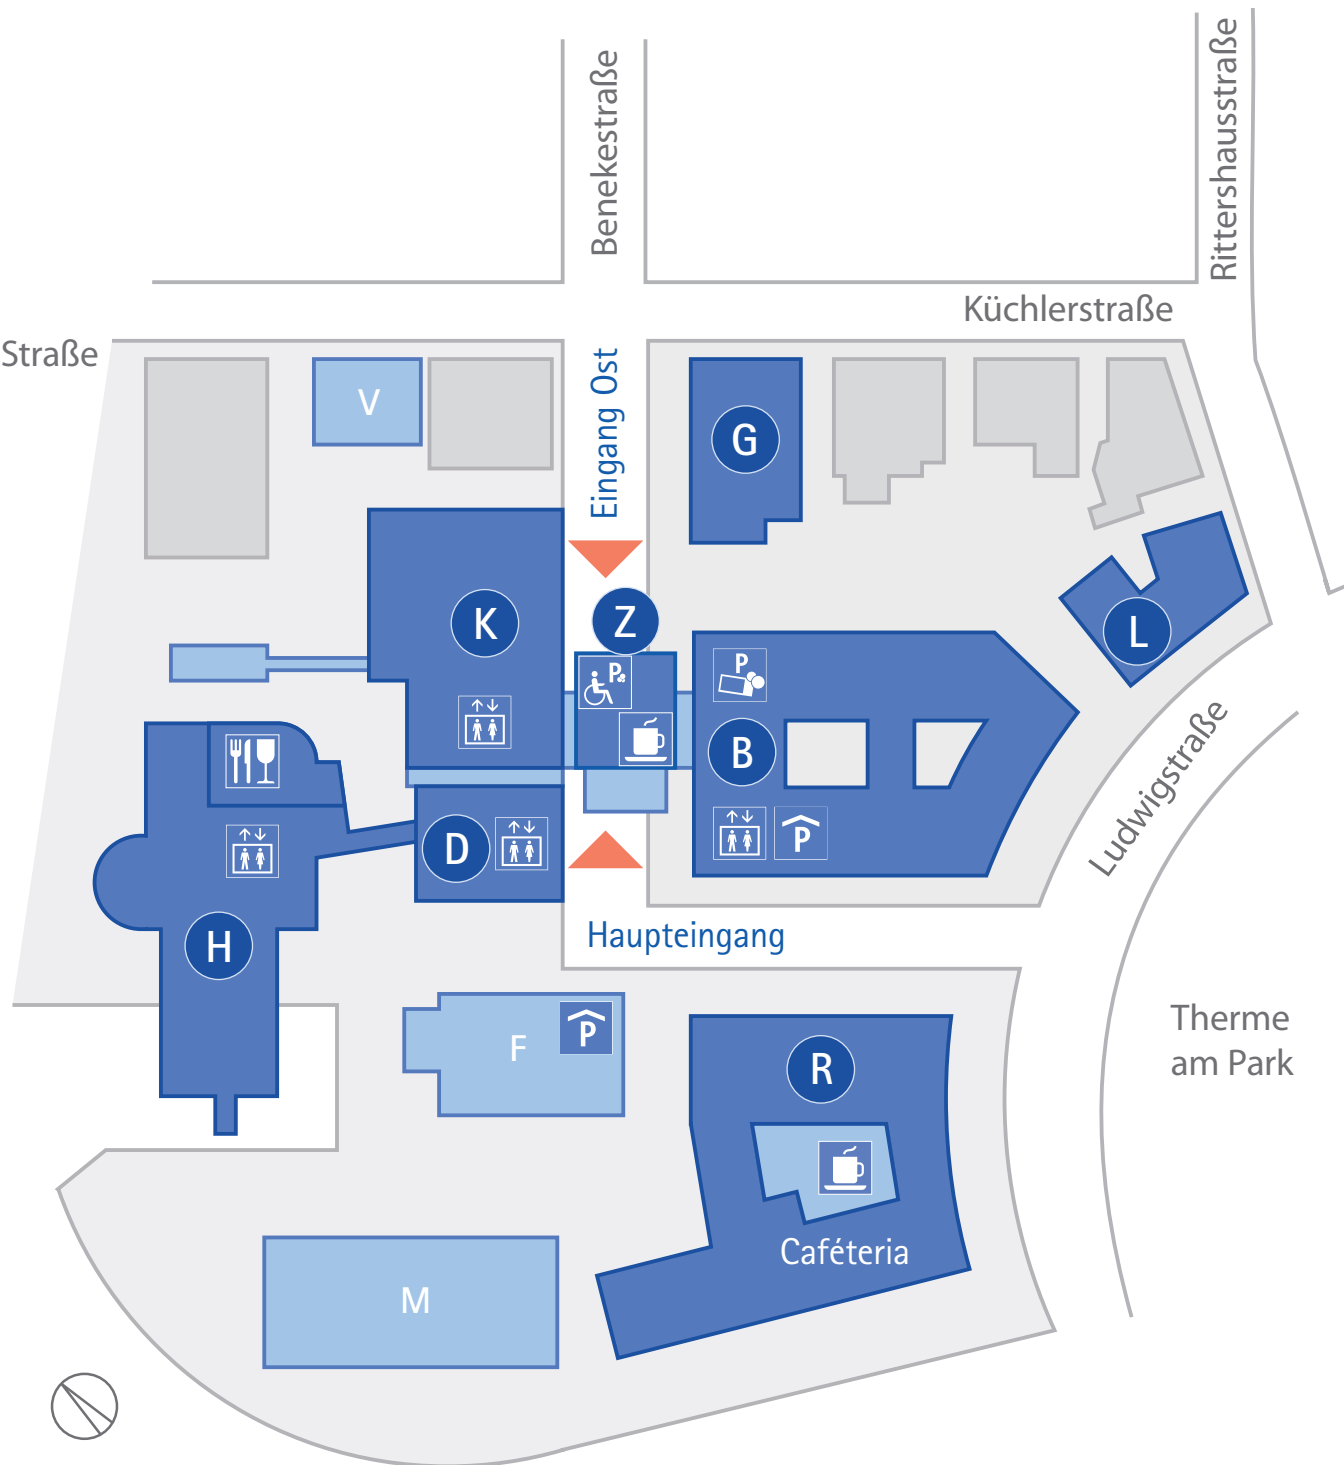 Benekestraße
Rittershausstraße
Küchlerstraße
Straße
Eingang Ost
V
G
K
Z
L
P
P
B
P
D
Ludwigstraße
H
Haupteingang
F
P
R
Therme
am Park
Caféteria
M